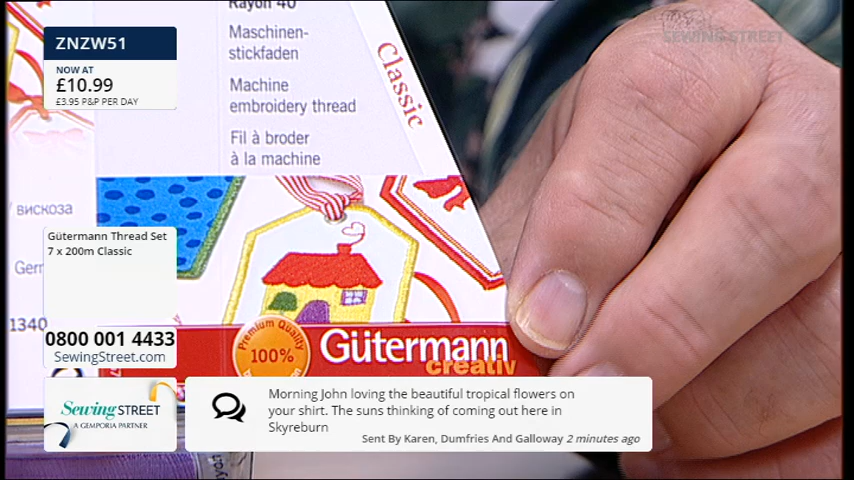 ZNZW51
NOW AT
£10.99
£3.95 P&P PER DAY
SEWING STREET
Rayon 40
Maschinen-
stickfaden
Machine
embroidery thread
Fil à broder
à la machine
Classic
вискоза
Gütermann Thread Set
7 x 200m Classic
1340
0800 001 4433
SewingStreet.com
Premium Quality
100%
Gütermann
creativ
Sewing STREET
A GEMPORIA PARTNER
Morning John loving the beautiful tropical flowers on
your shirt. The suns thinking of coming out here in
Skyreburn
Sent By Karen, Dumfries And Galloway 2 minutes ago